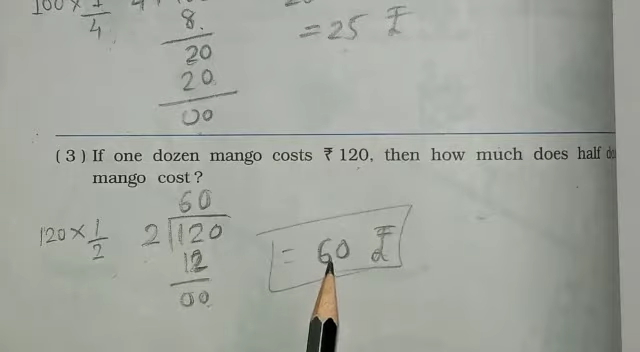 100 × 1/4
8.
20
20
00
= 25 ₹
(3) If one dozen mango costs ₹ 120, then how much does half
mango cost?
60
120 × 1/2 2)120 = 60 ₹
12
00